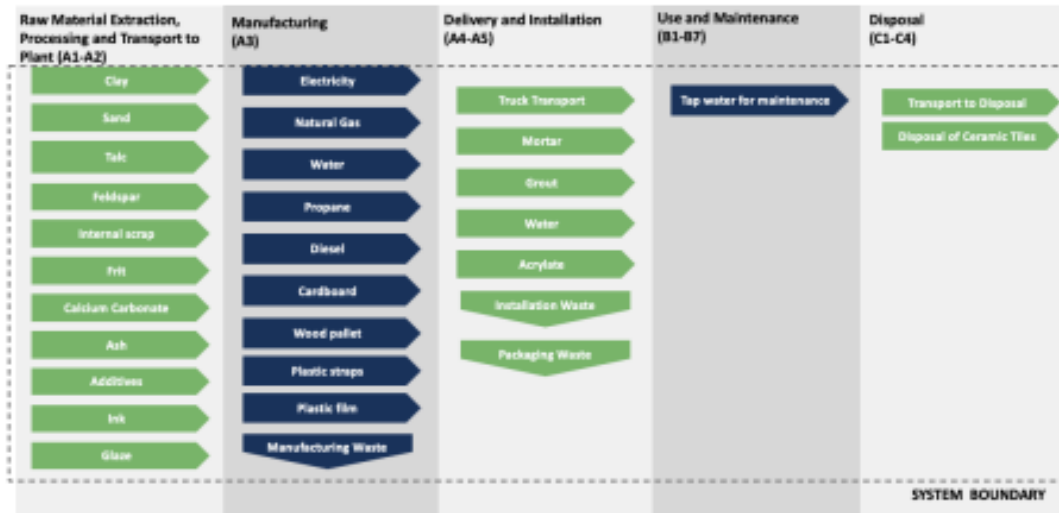 Raw Material Extraction,
Processing and Transport to
Plant (A1-A2)
Clay
Sand
Talc
Feldspar
Internal scrap
Frit
Calcium Carbonate
Ash
Additives
Ink
Glaze
Manufacturing
(A3)
Electricity
Natural Gas
Water
Propane
Diesel
Cardboard
Wood pallet
Plastic straps
Plastic film
Manufacturing Waste
Delivery and Installation
(A4-A5)
Truck Transport
Mortar
Grout
Water
Acrylate
Installation Waste
Packaging Waste
Use and Maintenance
(B1-B7)
Tap water for maintenance
Disposal
(C1-C4)
Transport to Disposal
Disposal of Ceramic Tiles
SYSTEM BOUNDARY